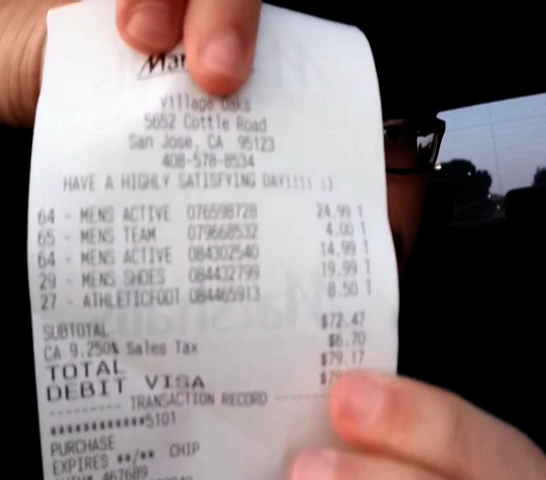 Mar
Village Oaks
5652 Cottle Road
San Jose, CA 95123
408-578-8534
HAVE A HIGHLY SATISFYING DAY!!!! :)
64 - MENS ACTIVE 076598728 24.99 T
65 - MENS TEAM 079668532 4.00 T
64 - MENS ACTIVE 084302540 14.99 T
29 - MENS SHOES 084432799 19.99 T
27 - ATHLETICFOOT 084465913 8.50 T
SUBTOTAL $72.47
CA 9.250% Sales Tax $6.70
TOTAL $79.17
DEBIT VISA
-------- TRANSACTION RECORD --------
************5101
PURCHASE
EXPIRES **/** CHIP
467689